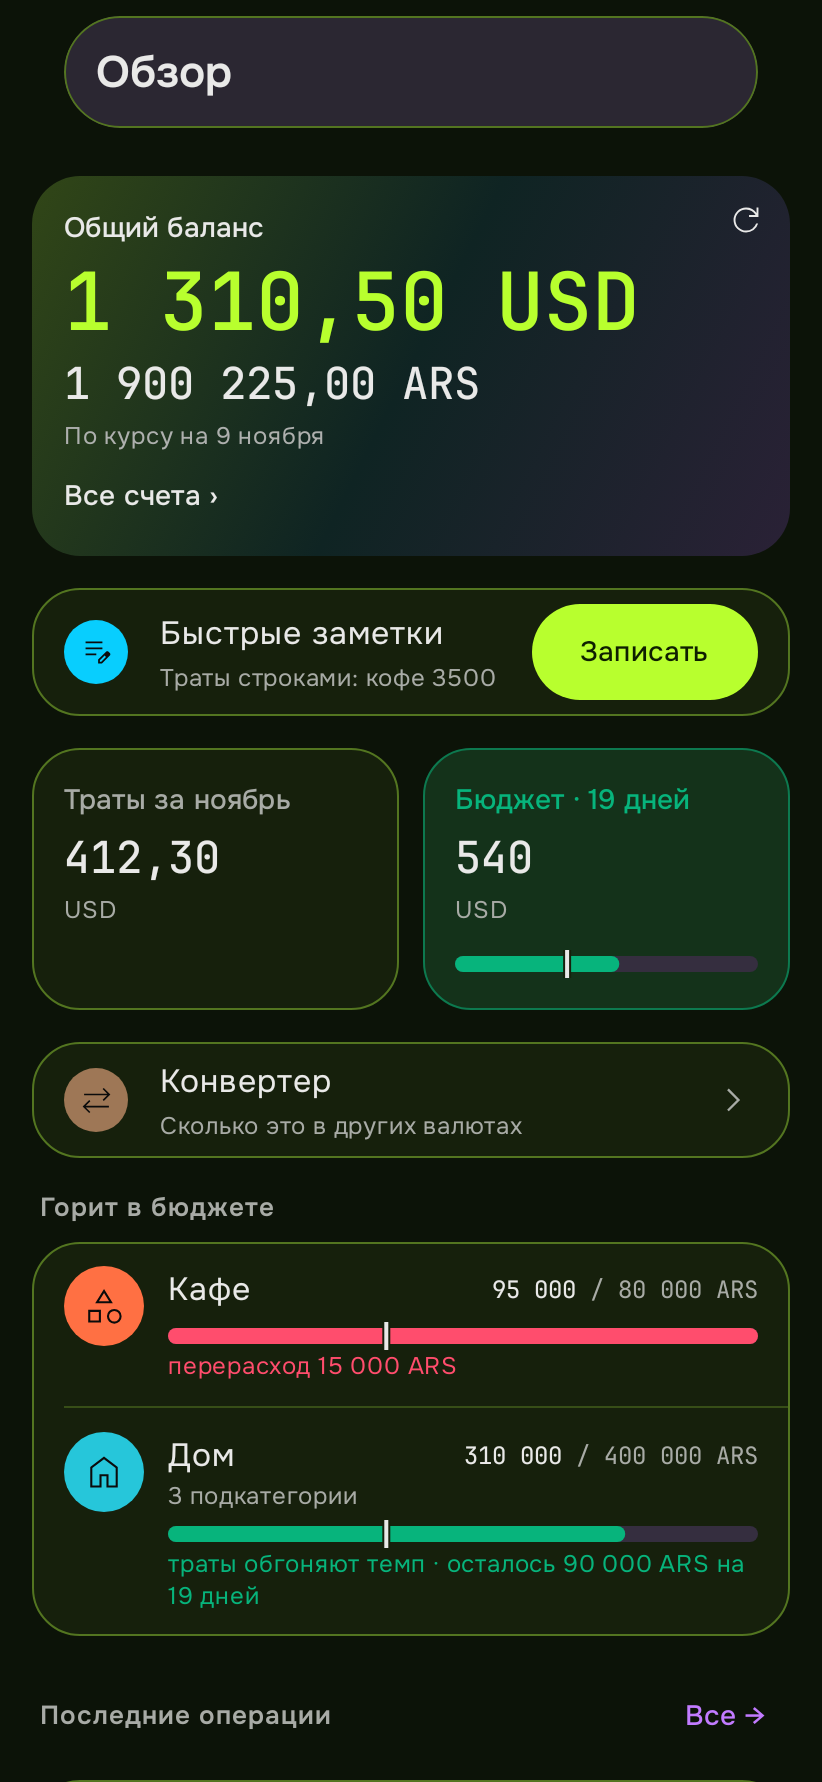 Обзор
Общий баланс
1 310,50 USD
1 900 225,00 ARS
По курсу на 9 ноября
Все счета ›
Быстрые заметки
Траты строками: кофе 3500
Записать
Траты за ноябрь
412,30
USD
Бюджет · 19 дней
540
USD
Конвертер
Сколько это в других валютах
Горит в бюджете
Кафе
95 000 / 80 000 ARS
перерасход 15 000 ARS
Дом
310 000 / 400 000 ARS
3 подкатегории
траты обгоняют темп · осталось 90 000 ARS на
19 дней
Последние операции
Все →